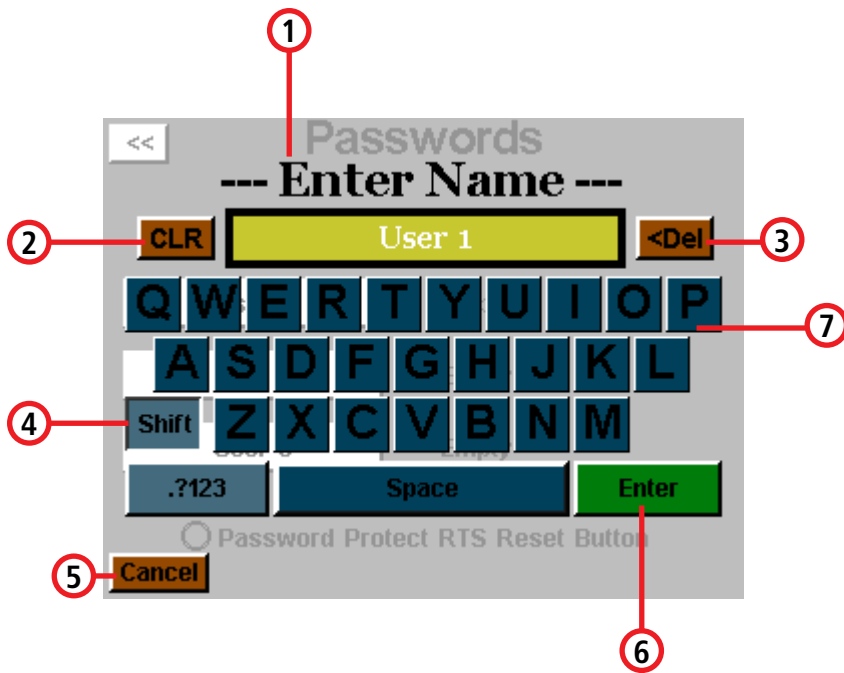 1
<< Passwords
--- Enter Name ---
2 CLR User 1 <Del 3
Q W E R T Y U I O P
7
A S D F G H J K L
4 Shift Z X C V B N M
Empty
.?123 Space Enter
Password Protect RTS Reset Button
5 Cancel
6